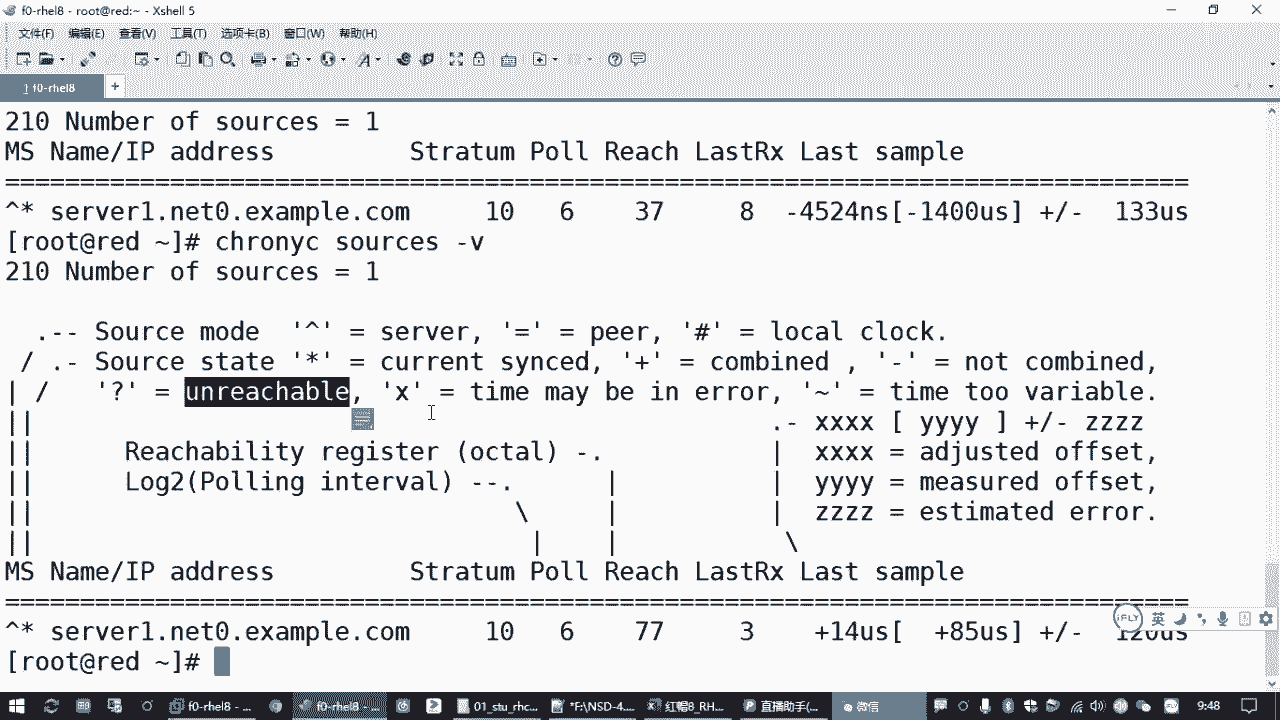 f0-rhel8 - root@red:~ - Xshell 5
文件(F) 编辑(E) 查看(V) 工具(T) 选项卡(B) 窗口(W) 帮助(H)
1 f0-rhel8 +
210 Number of sources = 1
MS Name/IP address         Stratum Poll Reach LastRx Last sample
===============================================================================
^* server1.net0.example.com     10   6    37     8  -4524ns[-1400us] +/-  133us
[root@red ~]# chronyc sources -v
210 Number of sources = 1
  .-- Source mode  '^' = server, '=' = peer, '#' = local clock.
 / .- Source state '*' = current synced, '+' = combined , '-' = not combined,
| /   '?' = unreachable, 'x' = time may be in error, '~' = time too variable.
||                                                 .- xxxx [ yyyy ] +/- zzzz
||      Reachability register (octal) -.           |  xxxx = adjusted offset,
||      Log2(Polling interval) --.      |          |  yyyy = measured offset,
||                                \     |          |  zzzz = estimated error.
||                                 |    |           \
MS Name/IP address         Stratum Poll Reach LastRx Last sample
===============================================================================
^* server1.net0.example.com     10   6    77     3    +14us[  +85us] +/-  120us
[root@red ~]#
iFLY 英
f0-rhel8 - ... f0-rhel8 -... 01_stu_rhc... *F:\NSD-4... 红帽8_RH... 直播助手(... 微信 9:48